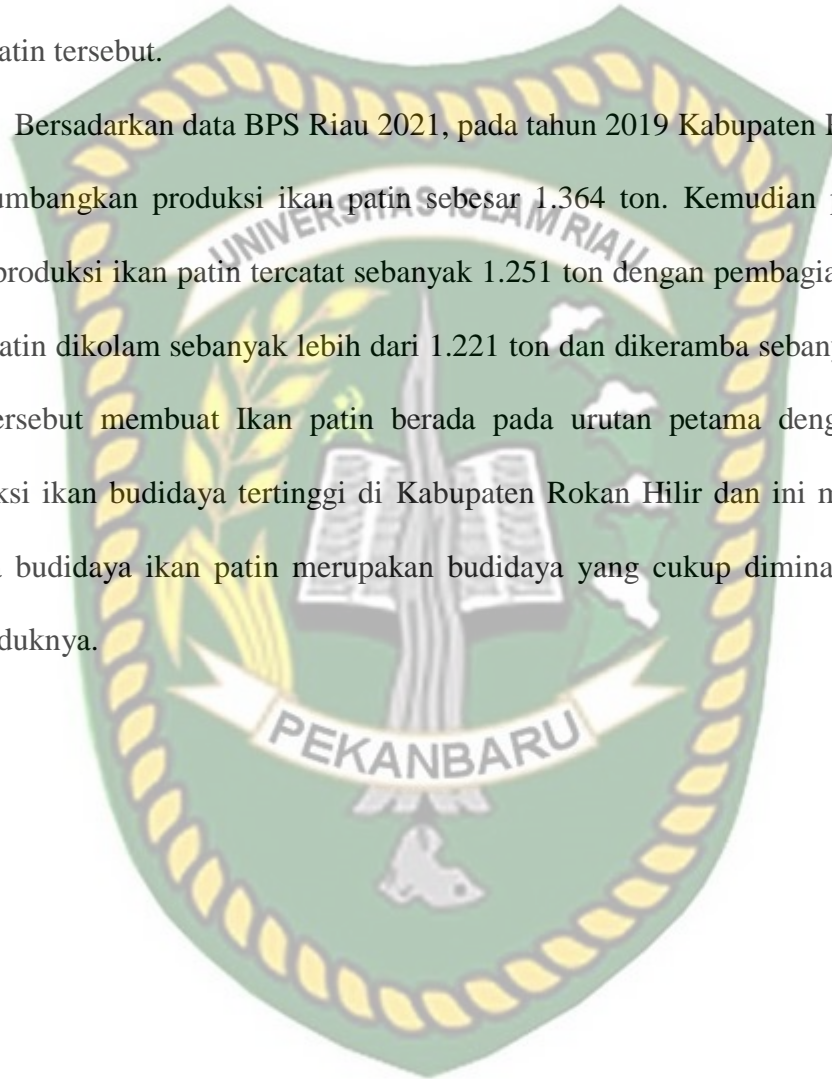 atin tersebut.
Bersadarkan data BPS Riau 2021, pada tahun 2019 Kabupaten
umbangkan produksi ikan patin sebesar 1.364 ton. Kemudian
produksi ikan patin tercatat sebanyak 1.251 ton dengan pembagia
atin dikolam sebanyak lebih dari 1.221 ton dan dikeramba sebany
ersebut membuat Ikan patin berada pada urutan petama deng
ksi ikan budidaya tertinggi di Kabupaten Rokan Hilir dan ini m
budidaya ikan patin merupakan budidaya yang cukup dimina
duknya.
UNIVERSITAS ISLAM RIAU
PEKANBARU